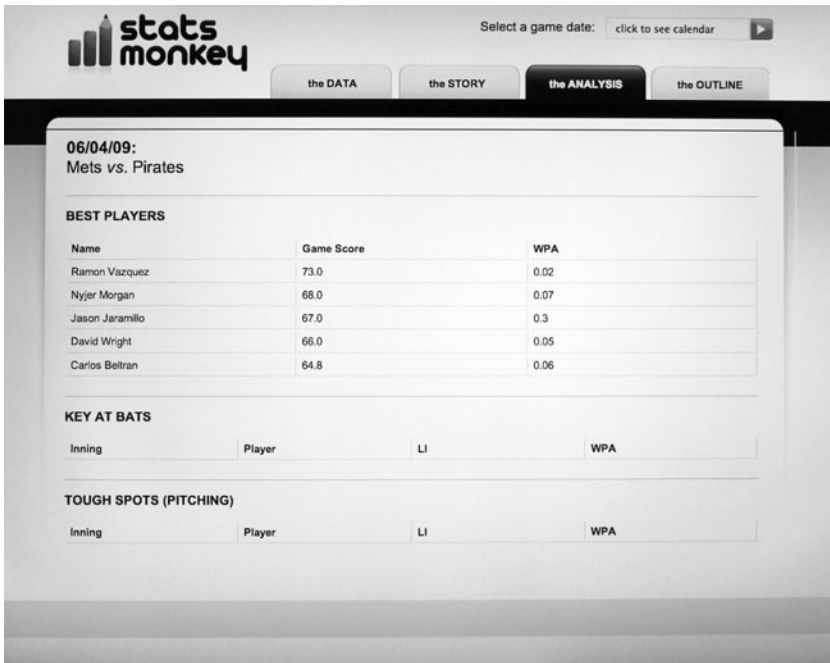 stats
monkey
Select a game date: click to see calendar
the DATA the STORY the ANALYSIS the OUTLINE
06/04/09:
Mets vs. Pirates
BEST PLAYERS
Name Game Score WPA
Ramon Vazquez 73.0 0.02
Nyjer Morgan 68.0 0.07
Jason Jaramillo 67.0 0.3
David Wright 66.0 0.05
Carlos Beltran 64.8 0.06
KEY AT BATS
Inning Player LI WPA
TOUGH SPOTS (PITCHING)
Inning Player LI WPA